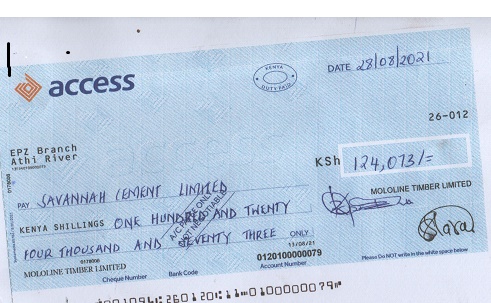 access
KENYA
DUTY PAID
DATE 28/08/2021
26-012
EPZ Branch
Athi River
KSh 124,073/=
PAY SAVANNAH CEMENT LIMITED
MOLOLINE TIMBER LIMITED
KENYA SHILLINGS ONE HUNDRED AND TWENTY
A/C PAYEE ONLY
NOT NEGOTIABLE
FOUR THOUSAND AND SEVENTY THREE ONLY
11/08/21
MOLOLINE TIMBER LIMITED
0120100000079
Cheque Number
Bank Code
Account Number
Please Do NOT write in the white space below